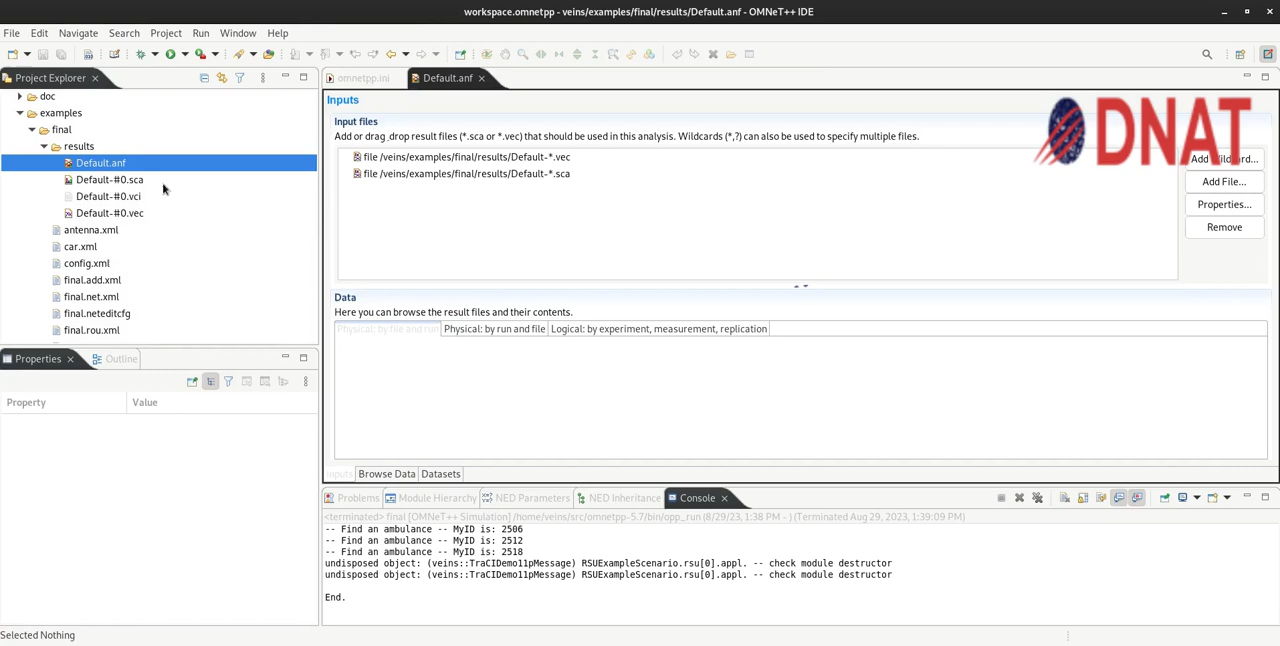 workspace.omnetpp - veins/examples/final/results/Default.anf - OMNeT++ IDE
File Edit Navigate Search Project Run Window Help
Project Explorer
doc
examples
final
results
Default.anf
Default-#0.sca
Default-#0.vci
Default-#0.vec
antenna.xml
car.xml
config.xml
final.add.xml
final.net.xml
final.neteditcfg
final.rou.xml
Properties Outline
Property Value
Selected Nothing
omnetpp.ini Default.anf
Inputs
Input files
Add or drag_drop result files (*.sca or *.vec) that should be used in this analysis. Wildcards (*,?) can also be used to specify multiple files.
file /veins/examples/final/results/Default-*.vec
file /veins/examples/final/results/Default-*.sca
DNAT
Add File...
Properties...
Remove
Data
Here you can browse the result files and their contents.
Physical: by file and run Physical: by run and file Logical: by experiment, measurement, replication
Inputs Browse Data Datasets
Problems Module Hierarchy NED Parameters NED Inheritance Console
<terminated> final [OMNeT++ Simulation] /home/veins/src/omnetpp-5.7/bin/opp_run (8/29/23, 1:38 PM - ) (Terminated Aug 29, 2023, 1:39:09 PM)
-- Find an ambulance -- MyID is: 2506
-- Find an ambulance -- MyID is: 2512
-- Find an ambulance -- MyID is: 2518
undisposed object: (veins::TraCIDemo11pMessage) RSUExampleScenario.rsu[0].appl. -- check module destructor
undisposed object: (veins::TraCIDemo11pMessage) RSUExampleScenario.rsu[0].appl. -- check module destructor
End.